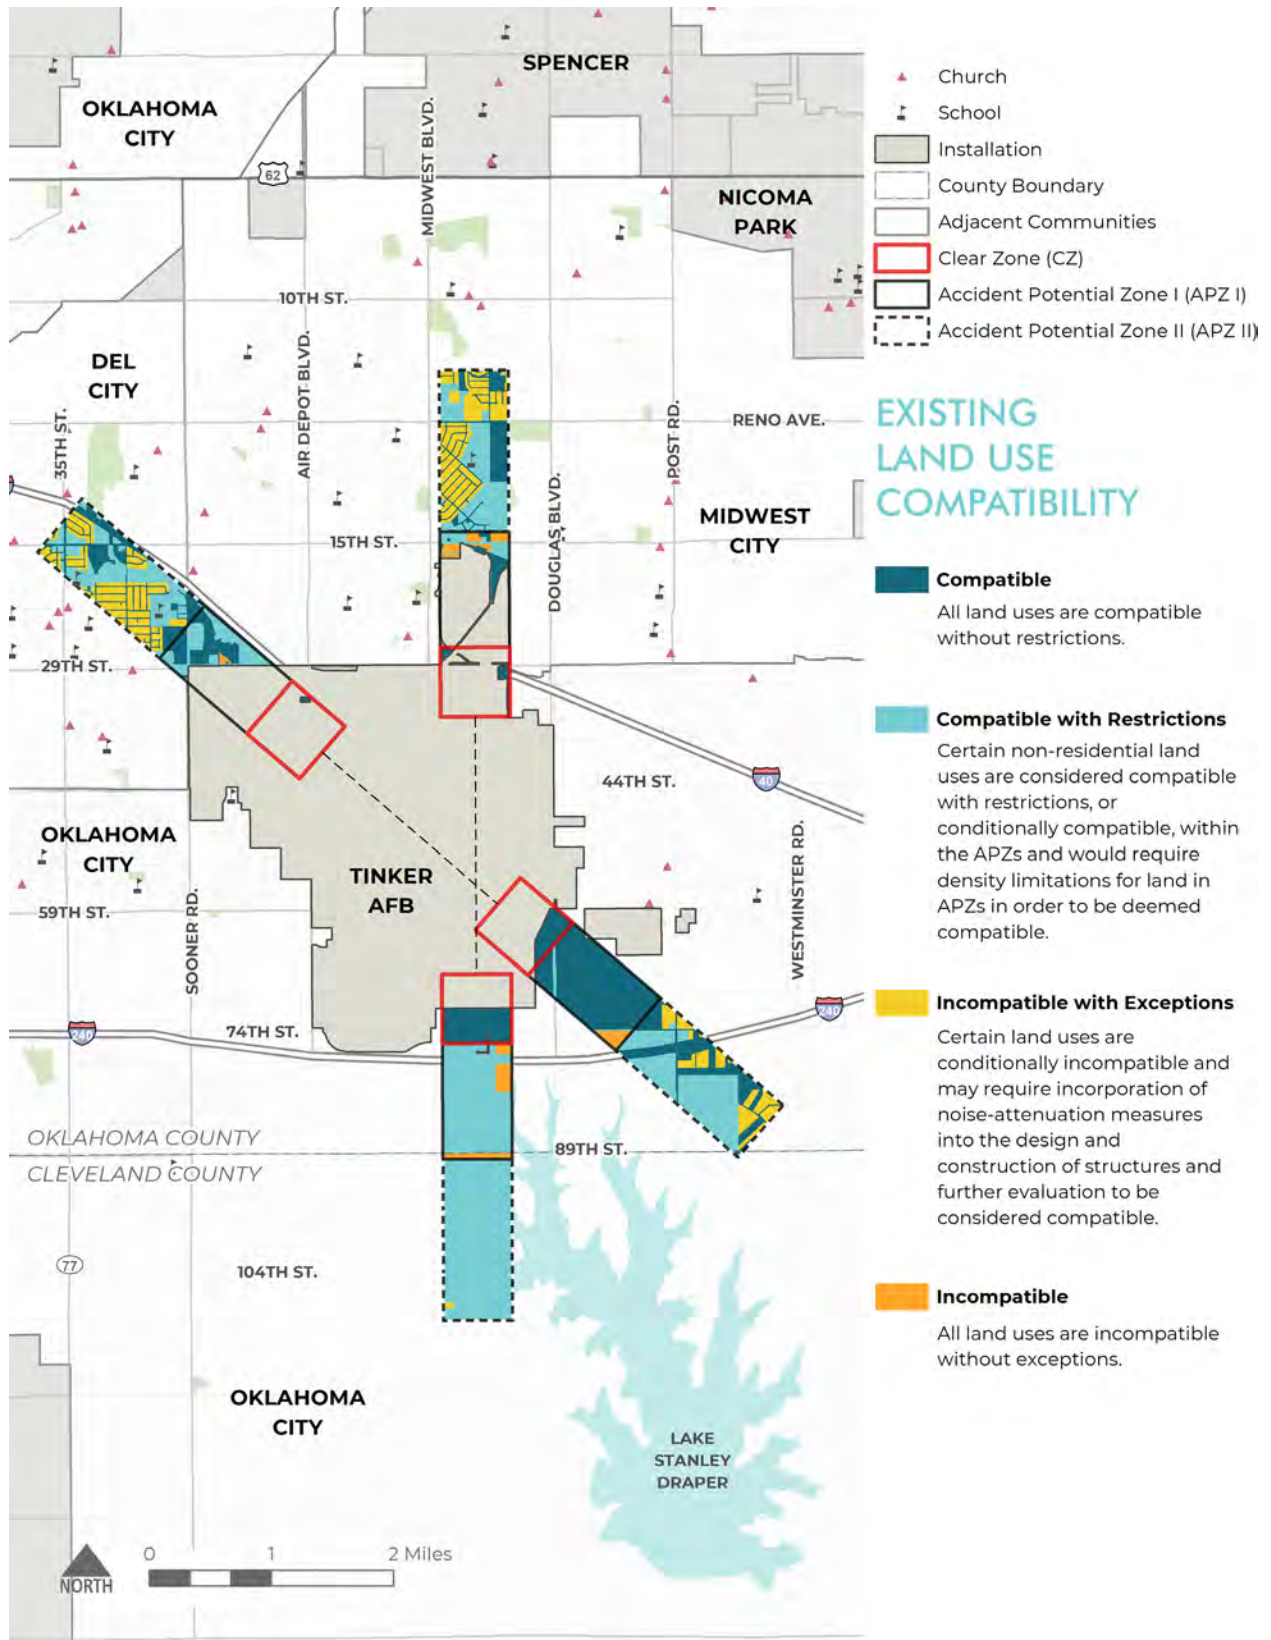 SPENCER
OKLAHOMA
CITY
MIDWEST BLVD.
62
NICOMA
PARK
10TH ST.
DEL
CITY
AIR DEPOT BLVD.
35TH ST.
RENO AVE.
POST RD.
DOUGLAS BLVD.
MIDWEST
CITY
15TH ST.
29TH ST.
44TH ST.
40
OKLAHOMA
CITY
TINKER
AFB
WESTMINSTER RD.
59TH ST.
SOONER RD.
74TH ST.
240
240
OKLAHOMA COUNTY
CLEVELAND COUNTY
89TH ST.
77
104TH ST.
OKLAHOMA
CITY
LAKE
STANLEY
DRAPER
0 1 2 Miles
NORTH
Church
School
Installation
County Boundary
Adjacent Communities
Clear Zone (CZ)
Accident Potential Zone I (APZ I)
Accident Potential Zone II (APZ II)
EXISTING
LAND USE
COMPATIBILITY
Compatible
All land uses are compatible
without restrictions.
Compatible with Restrictions
Certain non-residential land
uses are considered compatible
with restrictions, or
conditionally compatible, within
the APZs and would require
density limitations for land in
APZs in order to be deemed
compatible.
Incompatible with Exceptions
Certain land uses are
conditionally incompatible and
may require incorporation of
noise-attenuation measures
into the design and
construction of structures and
further evaluation to be
considered compatible.
Incompatible
All land uses are incompatible
without exceptions.